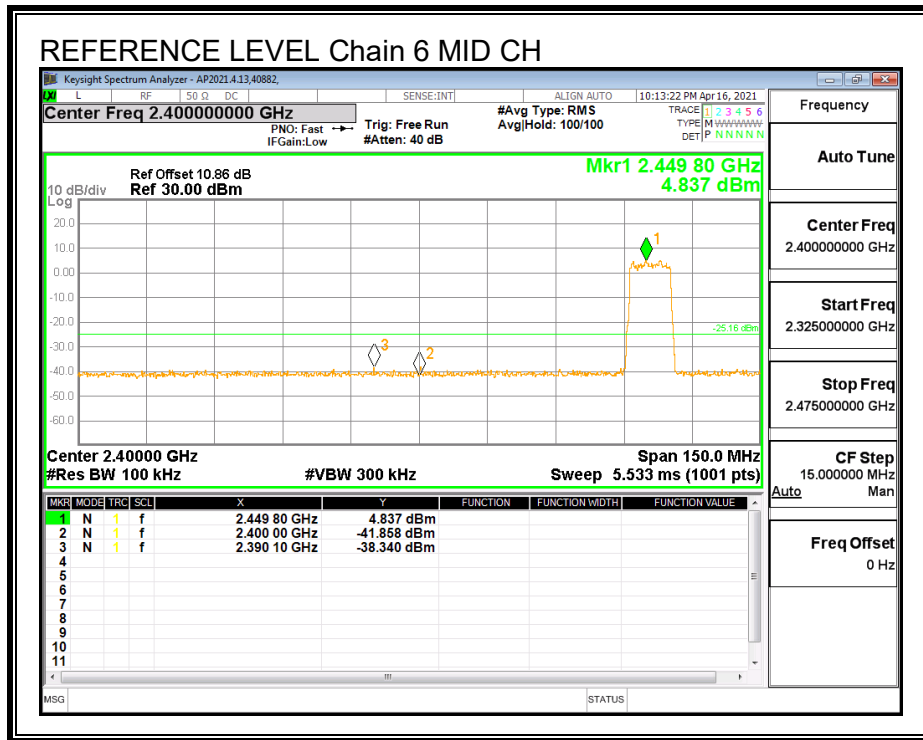 REFERENCE LEVEL Chain 6 MID CH
Keysight Spectrum Analyzer - AP2021.4.13,40882,
LXI L RF 50 Ω DC SENSE:INT ALIGN AUTO 10:13:22 PM Apr 16, 2021
Center Freq 2.400000000 GHz
PNO: Fast
IFGain:Low
Trig: Free Run
#Atten: 40 dB
#Avg Type: RMS
Avg|Hold: 100/100
TRACE 1 2 3 4 5 6
TYPE M WWWWW
DET P N N N N N
Ref Offset 10.86 dB
10 dB/div Ref 30.00 dBm
Log
Mkr1 2.449 80 GHz
4.837 dBm
20.0
10.0
0.00
-10.0
-20.0
-30.0
-40.0
-50.0
-60.0
1
-25.16 dBm
3
2
Center 2.40000 GHz Span 150.0 MHz
#Res BW 100 kHz #VBW 300 kHz Sweep 5.533 ms (1001 pts)
MKR MODE TRC SCL X Y FUNCTION FUNCTION WIDTH FUNCTION VALUE
1 N 1 f 2.449 80 GHz 4.837 dBm
2 N 1 f 2.400 00 GHz -41.858 dBm
3 N 1 f 2.390 10 GHz -38.340 dBm
4
5
6
7
8
9
10
11
MSG STATUS
Frequency
Auto Tune
Center Freq
2.400000000 GHz
Start Freq
2.325000000 GHz
Stop Freq
2.475000000 GHz
CF Step
15.000000 MHz
Auto Man
Freq Offset
0 Hz